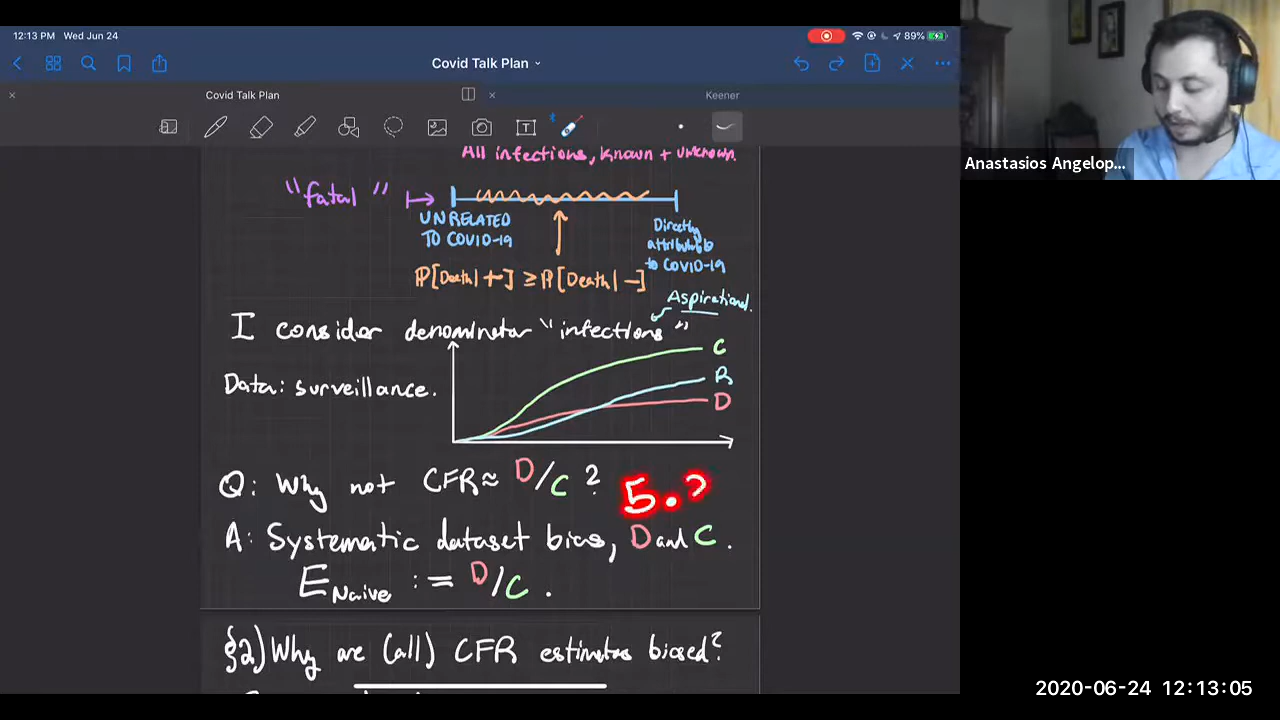 12:13 PM Wed Jun 24
89%
Covid Talk Plan
Covid Talk Plan
Keener
T
Anastasios Angelop...
All infections, known + unknown.
"fatal"
UNRELATED
TO COVID-19
Directly
attributable
to COVID-19
P[Death|+] ≥ P[Death|-]
Aspirational.
I consider denominator "infections"
C
Data: surveillance.
R
D
Q: Why not CFR≈ D/C?
5.
A: Systematic dataset bias, D and C.
E Naive := D/C.
§2) Why are (all) CFR estimates biased?
2020-06-24 12:13:05